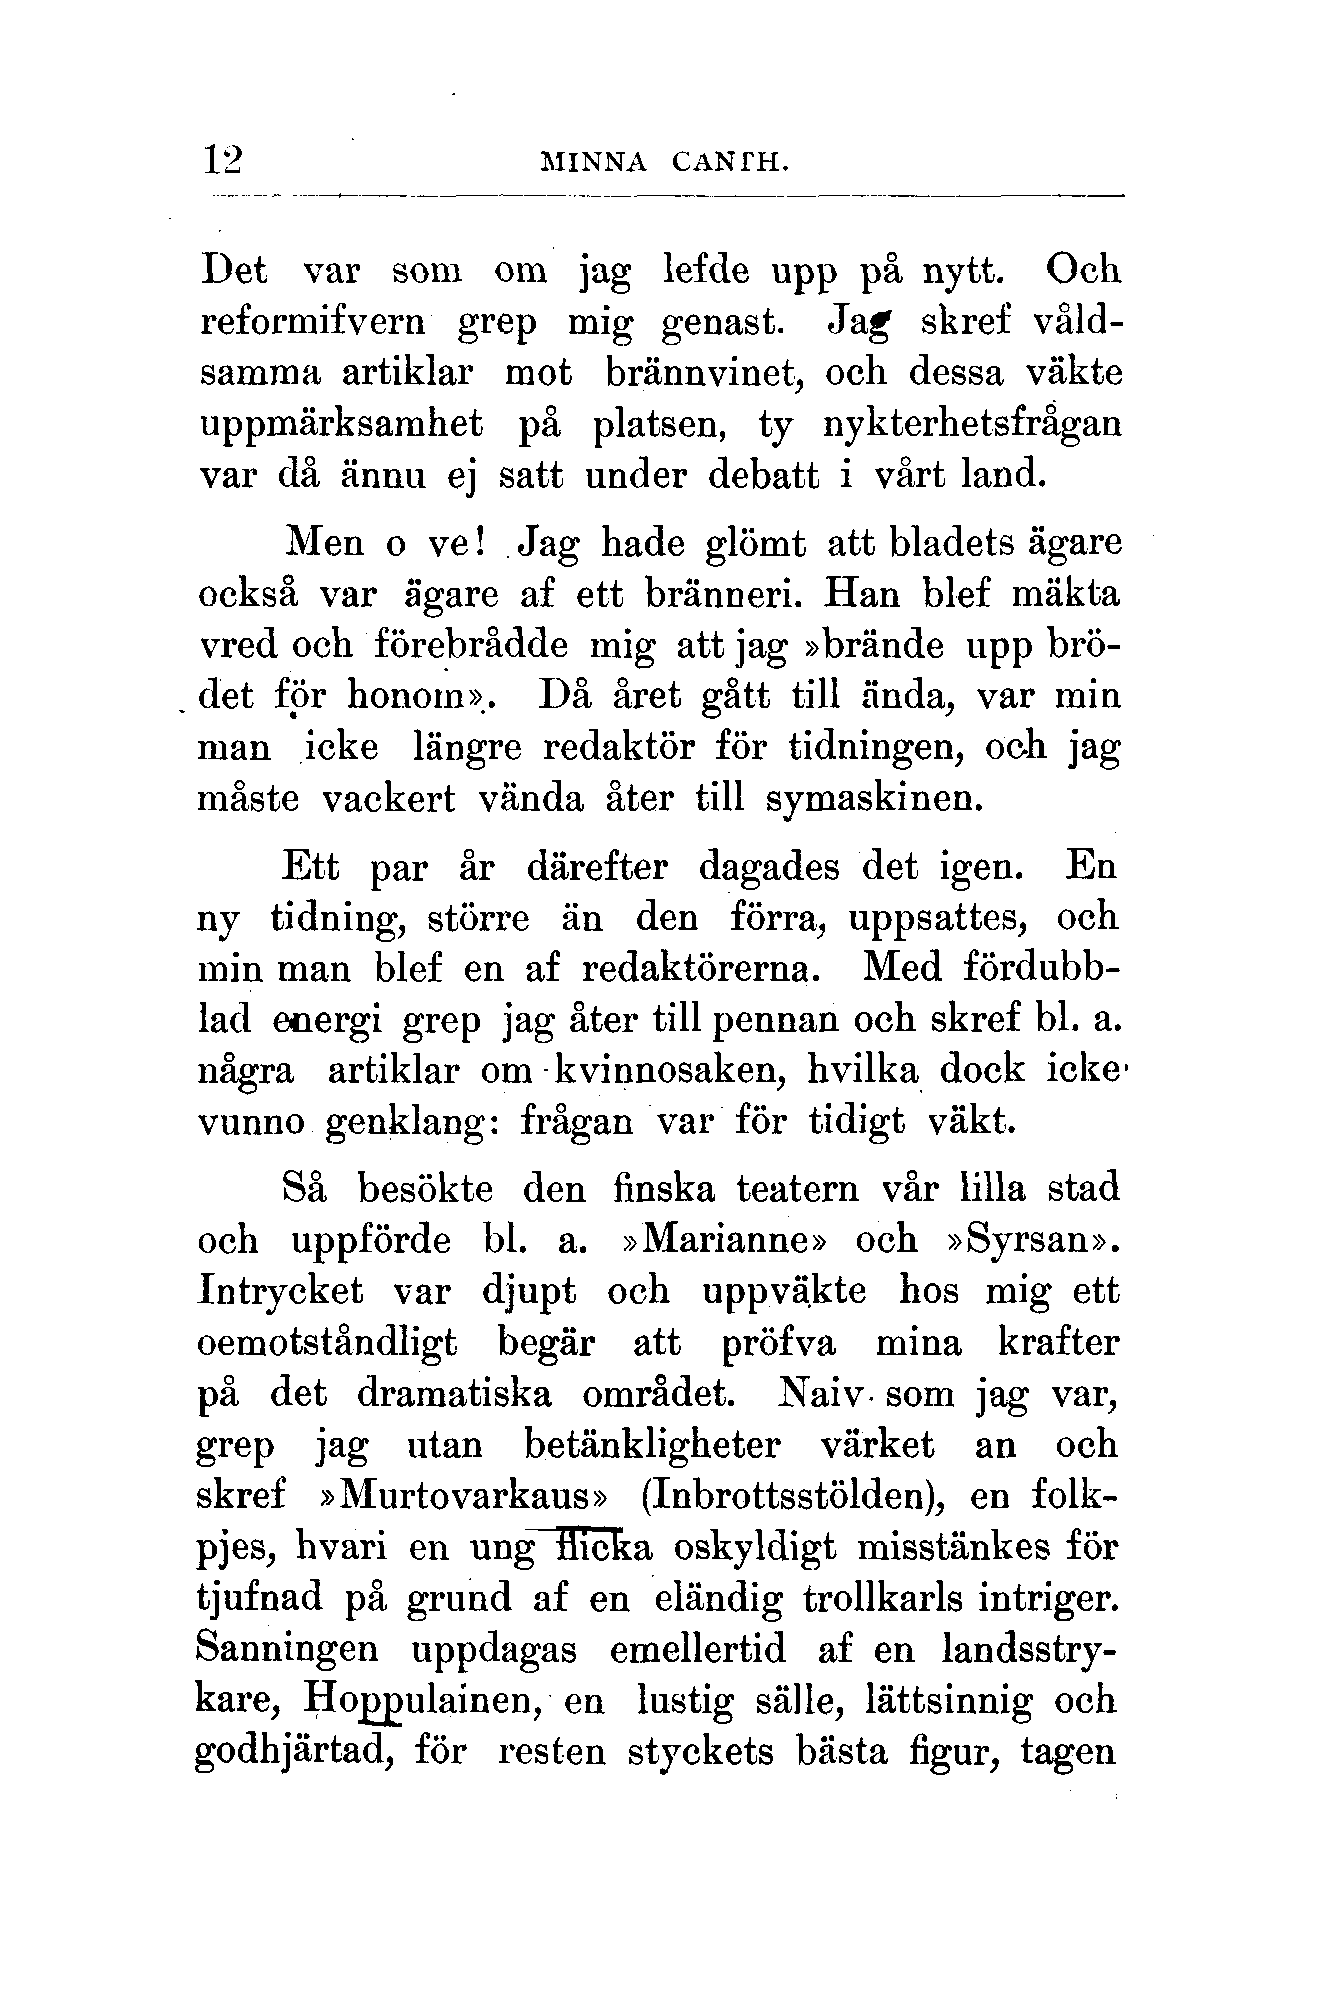 12 MINNA CANTH.
Det var som om jag lefde upp på nytt. Och
reformifvern grep mig genast. Jag skref våld-
samma artiklar mot brännvinet, och dessa väkte
uppmärksamhet på platsen, ty nykterhetsfrågan
var då ännu ej satt under debatt i vårt land.
Men o ve! Jag hade glömt att bladets ägare
också var ägare af ett bränneri. Han blef mäkta
vred och förebrådde mig att jag »brände upp brö-
det för honom». Då året gått till ända, var min
man icke längre redaktör för tidningen, och jag
måste vackert vända åter till symaskinen.
Ett par år därefter dagades det igen. En
ny tidning, större än den förra, uppsattes, och
min man blef en af redaktörerna. Med fördubb-
lad energi grep jag åter till pennan och skref bl. a.
några artiklar om kvinnosaken, hvilka dock icke
vunno genklang: frågan var för tidigt väkt.
Så besökte den finska teatern vår lilla stad
och uppförde bl. a. »Marianne» och »Syrsan».
Intrycket var djupt och uppväkte hos mig ett
oemotståndligt begär att pröfva mina krafter
på det dramatiska området. Naiv som jag var,
grep jag utan betänkligheter värket an och
skref »Murtovarkaus» (Inbrottsstölden), en folk-
pjes, hvari en ung flicka oskyldigt misstänkes för
tjufnad på grund af en eländig trollkarls intriger.
Sanningen uppdagas emellertid af en landsstry-
kare, Hoppulainen, en lustig sälle, lättsinnig och
godhjärtad, för resten styckets bästa figur, tagen